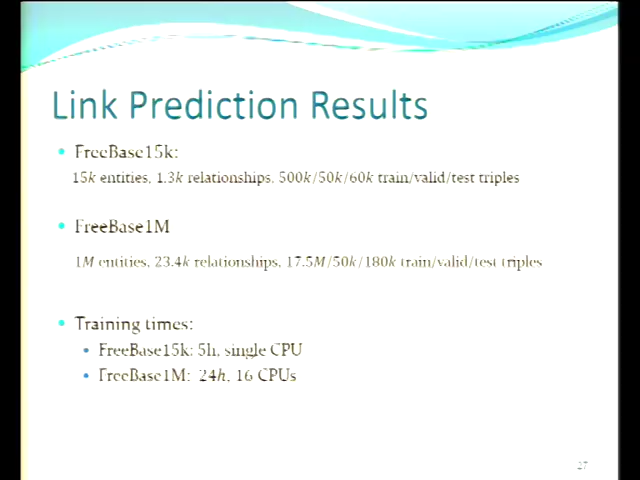 Link Prediction Results
• FreeBase15k:
15k entities, 1.3k relationships, 500k/50k/60k train/valid/test triples
• FreeBase1M
1M entities, 23.4k relationships, 17.5M/50k/180k train/valid/test triples
• Training times:
• FreeBase15k: 5h, single CPU
• FreeBase1M: 24h, 16 CPUs
27